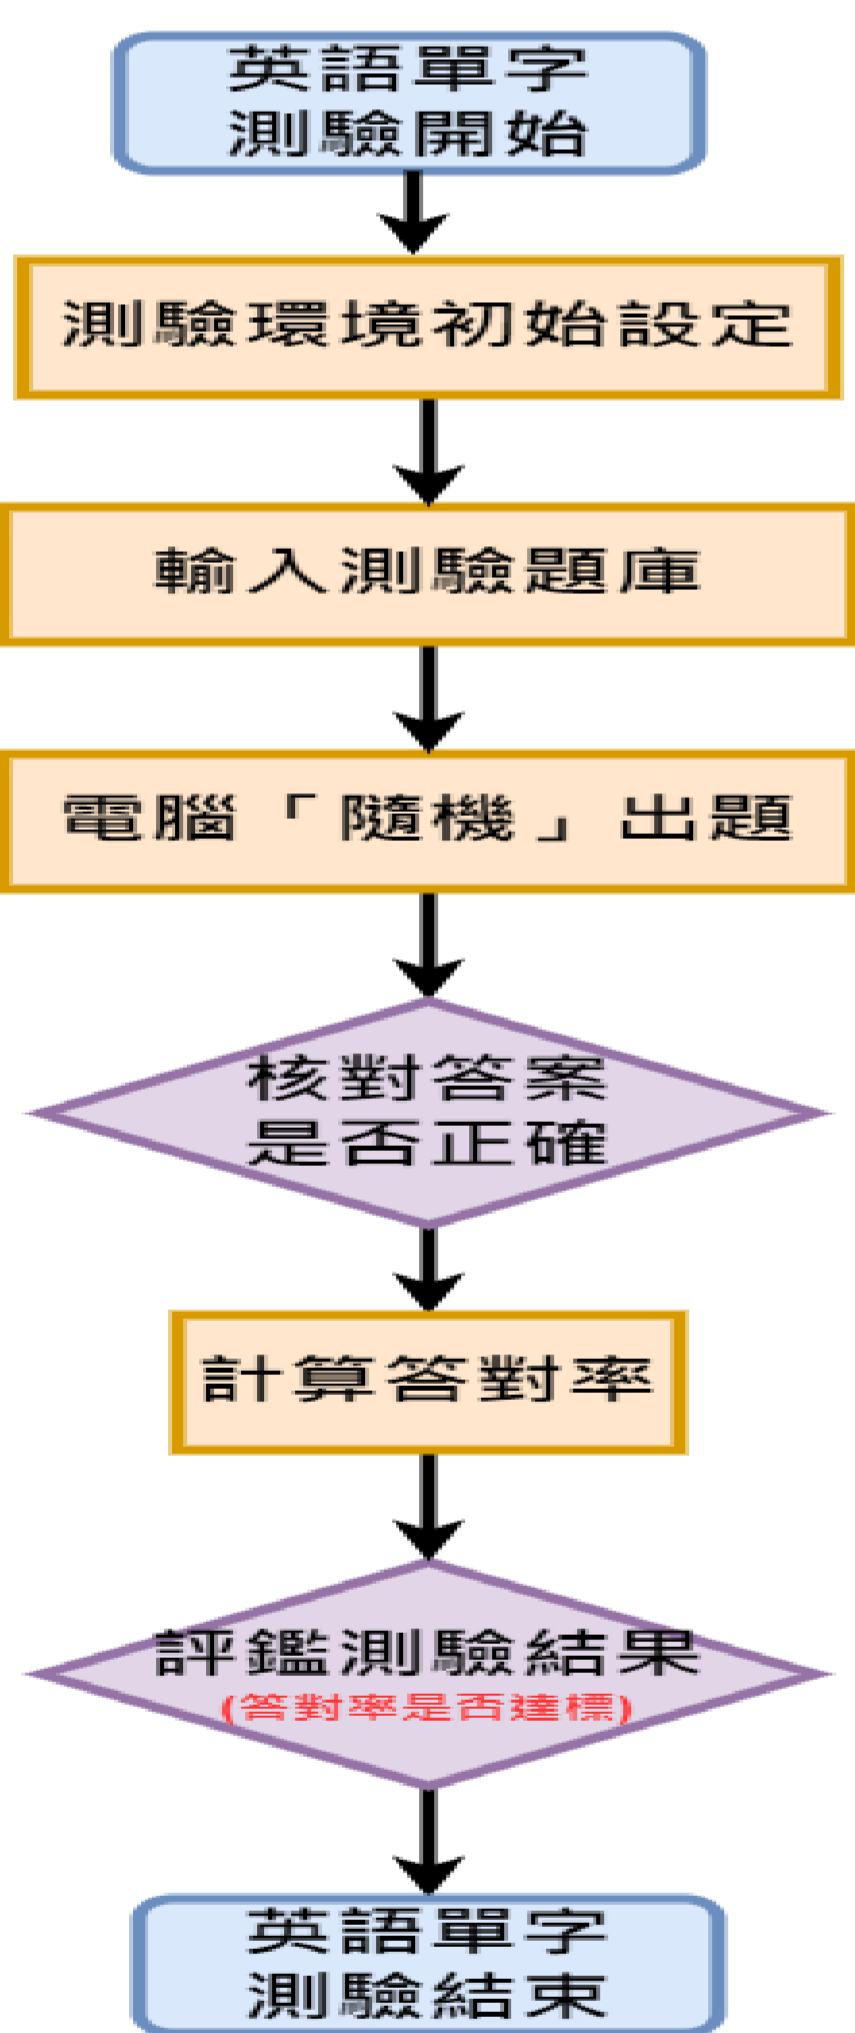 英語單字
測驗開始
測驗環境初始設定
輸入測驗題庫
電腦「隨機」出題
核對答案
是否正確
計算答對率
評鑑測驗結果
(答對率是否達標)
英語單字
測驗結束